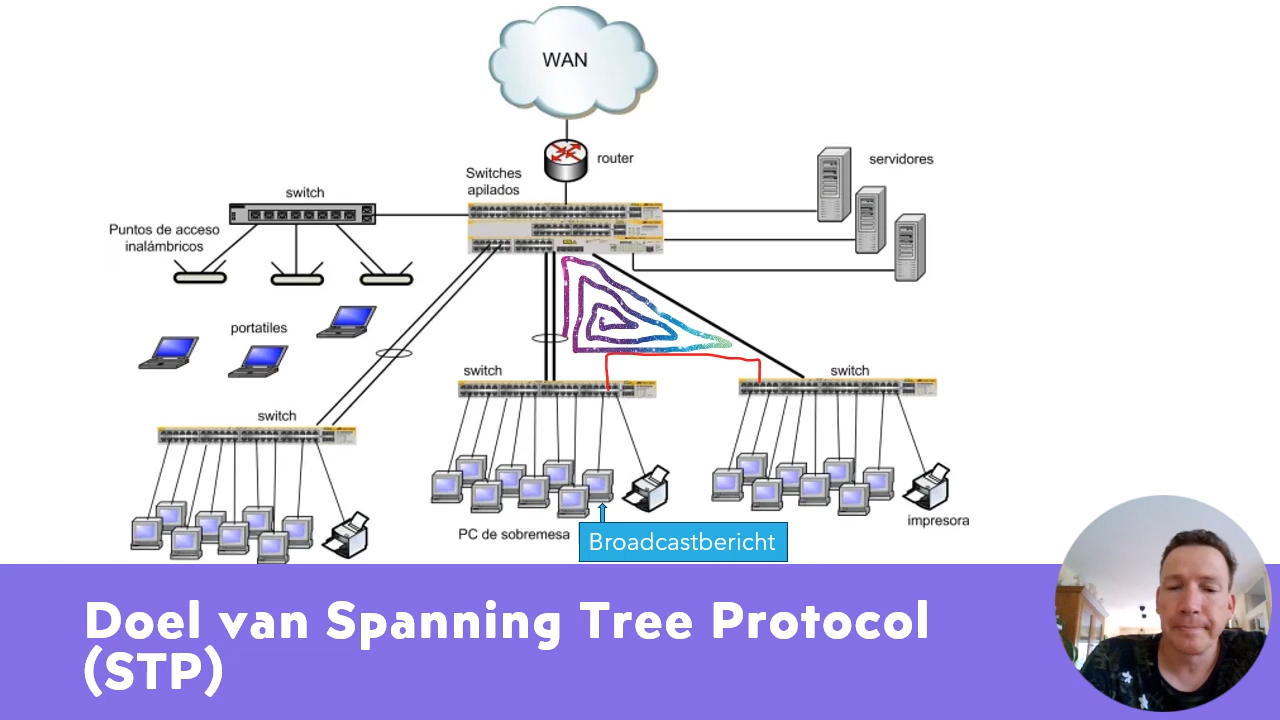 WAN
router
Switches
apilados
servidores
switch
Puntos de acceso
inalámbricos
portatiles
switch
switch
switch
PC de sobremesa
impresora
Broadcastbericht
Doel van Spanning Tree Protocol
(STP)